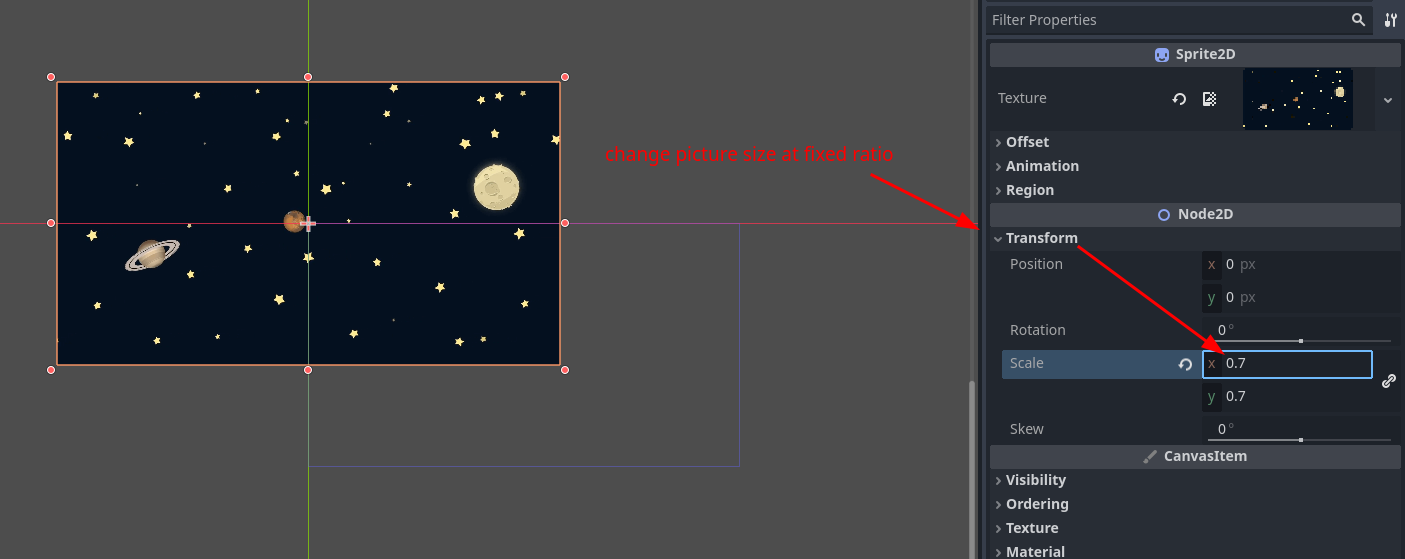 Filter Properties
Sprite2D
Texture
Offset
Animation
Region
change picture size at fixed ratio
Node2D
Transform
Position
x 0 px
y 0 px
Rotation
0 °
Scale
x 0.7
y 0.7
Skew
0 °
CanvasItem
Visibility
Ordering
Texture
Material